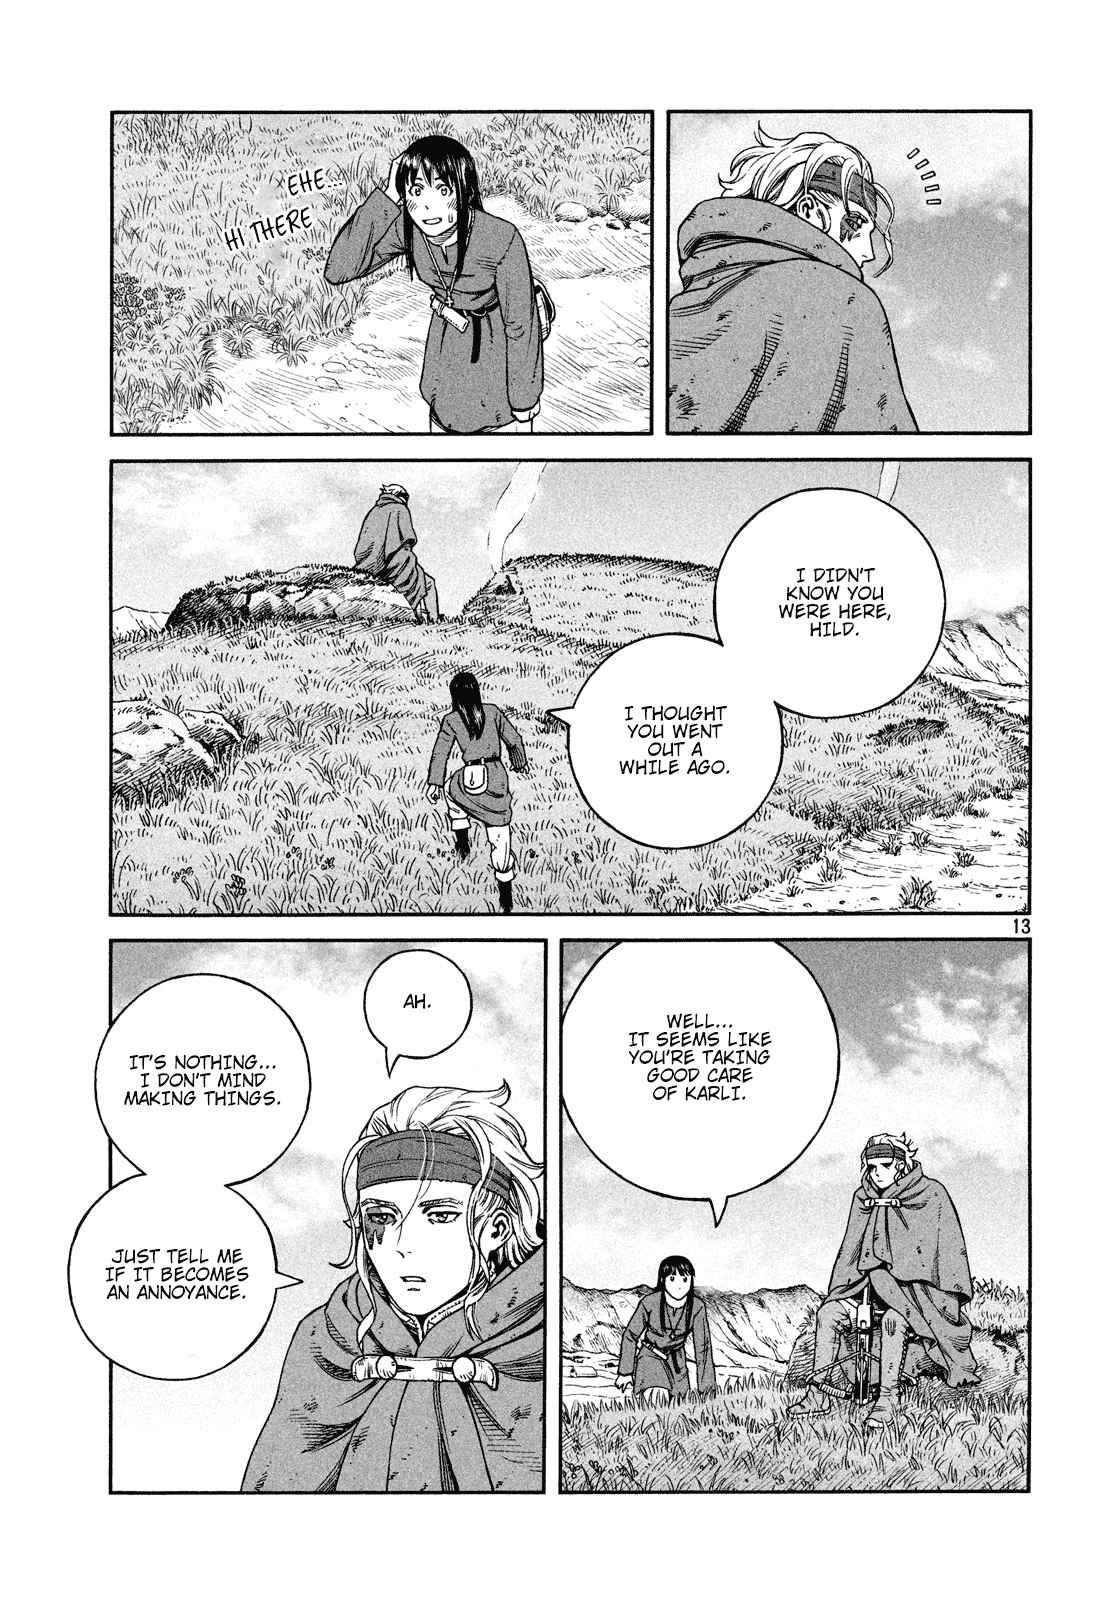 EHE...
HI THERE
I DIDN'T
KNOW YOU
WERE HERE,
HILD.
I THOUGHT
YOU WENT
OUT A
WHILE AGO.
13
WELL...
IT SEEMS LIKE
YOU'RE TAKING
GOOD CARE
OF KARLI.
AH.
IT'S NOTHING...
I DON'T MIND
MAKING THINGS.
JUST TELL ME
IF IT BECOMES
AN ANNOYANCE.